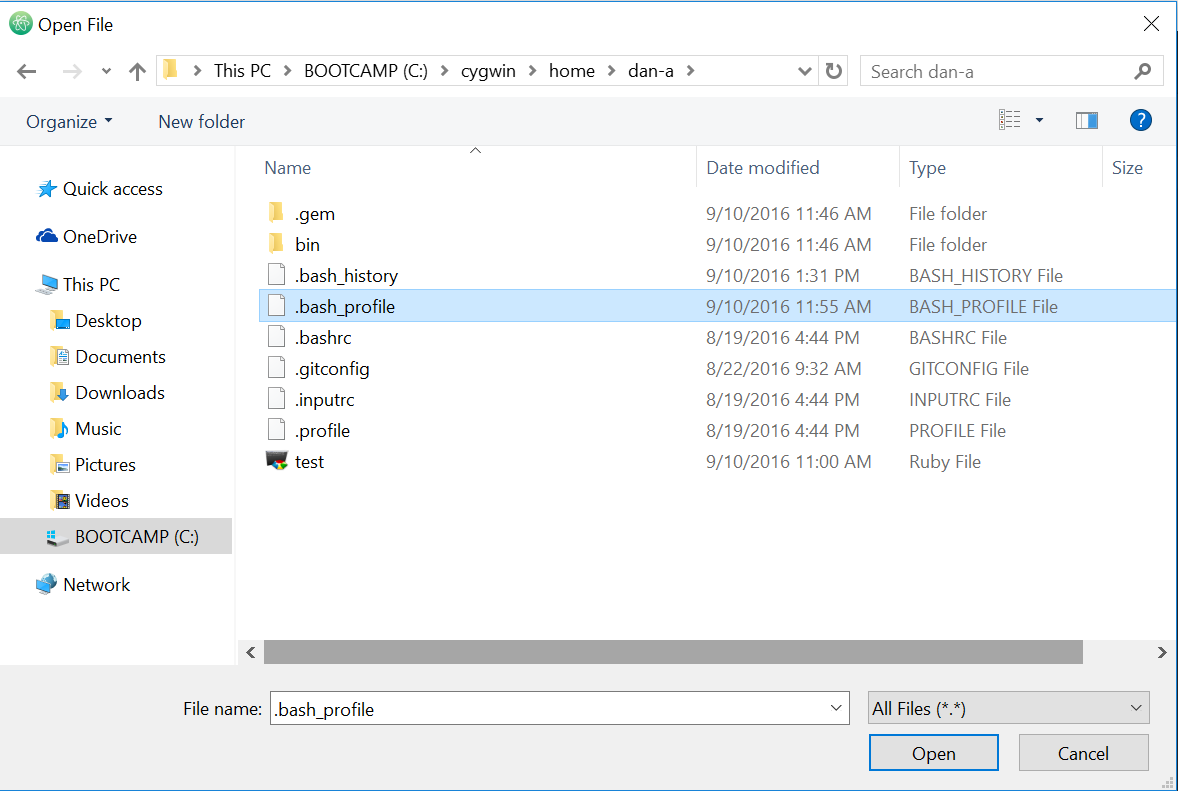 Open File
This PC BOOTCAMP (C:) cygwin home dan-a
Search dan-a
Organize New folder
?
Name Date modified Type Size
Quick access
OneDrive
This PC
Desktop
Documents
Downloads
Music
Pictures
Videos
BOOTCAMP (C:)
Network
.gem 9/10/2016 11:46 AM File folder
bin 9/10/2016 11:46 AM File folder
.bash_history 9/10/2016 1:31 PM BASH_HISTORY File
.bash_profile 9/10/2016 11:55 AM BASH_PROFILE File
.bashrc 8/19/2016 4:44 PM BASHRC File
.gitconfig 8/22/2016 9:32 AM GITCONFIG File
.inputrc 8/19/2016 4:44 PM INPUTRC File
.profile 8/19/2016 4:44 PM PROFILE File
test 9/10/2016 11:00 AM Ruby File
File name: .bash_profile All Files (*.*)
Open Cancel